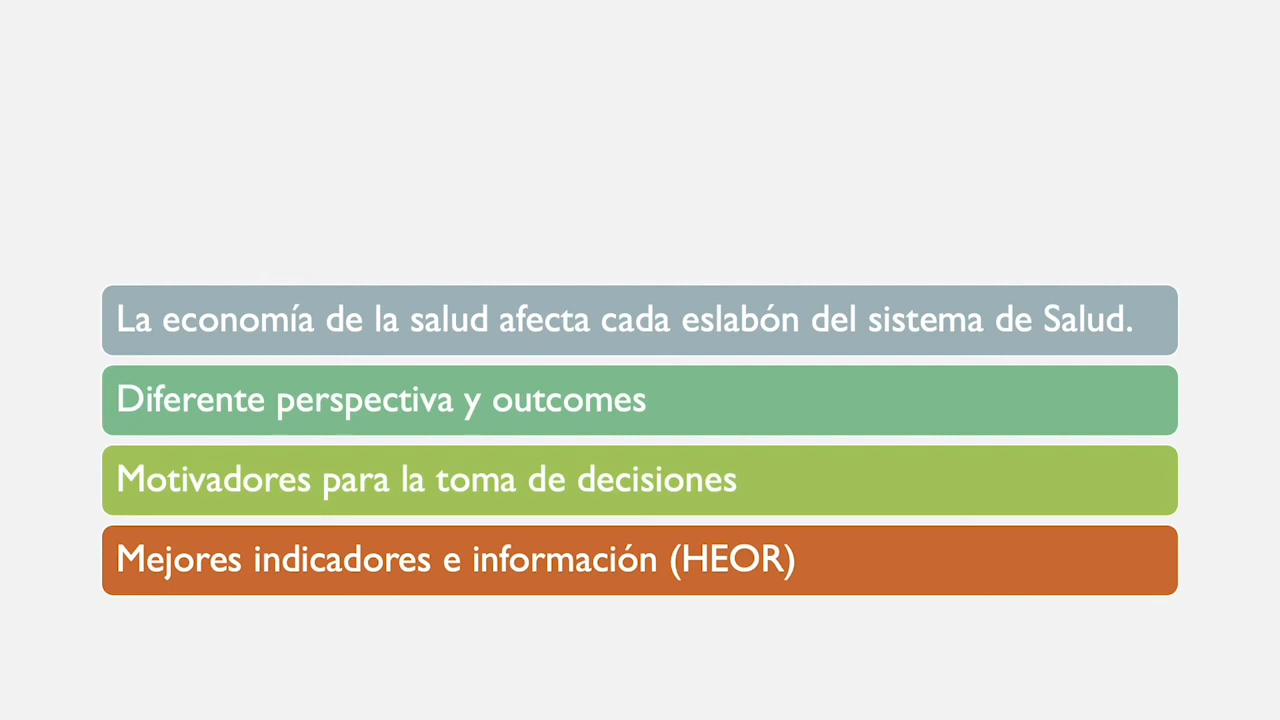 La economía de la salud afecta cada eslabón del sistema de Salud.
Diferente perspectiva y outcomes
Motivadores para la toma de decisiones
Mejores indicadores e información (HEOR)